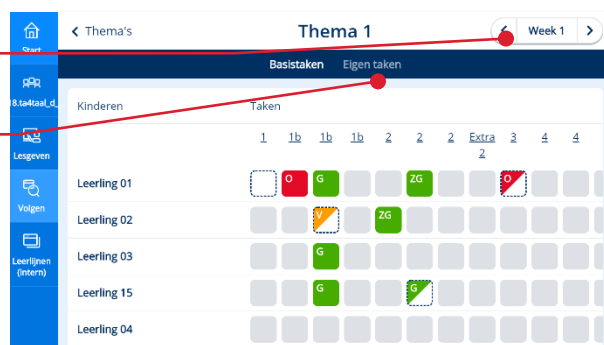 Start
18.ta4taal_d_
Lesgeven
Volgen
Leerlijnen
(intern)
Thema's
Thema 1
Week 1
Basistaken Eigen taken
Kinderen Taken
1 1b 1b 1b 2 2 2 Extra 3 4 4
2
Leerling 01 O G ZG O
Leerling 02 V ZG
Leerling 03 G
Leerling 15 G G
Leerling 04